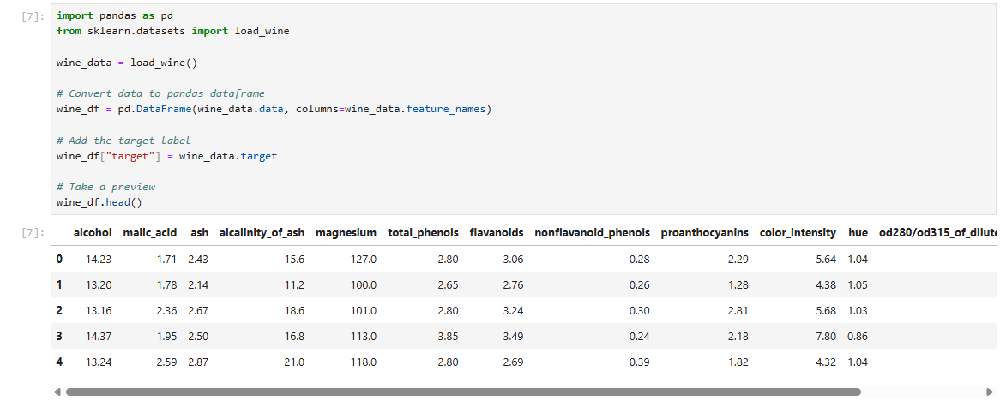 [7]: import pandas as pd
from sklearn.datasets import load_wine
wine_data = load_wine()
# Convert data to pandas dataframe
wine_df = pd.DataFrame(wine_data.data, columns=wine_data.feature_names)
# Add the target label
wine_df["target"] = wine_data.target
# Take a preview
wine_df.head()
[7]: alcohol malic_acid ash alcalinity_of_ash magnesium total_phenols flavanoids nonflavanoid_phenols proanthocyanins color_intensity hue od280/od315_of_dilute
0 14.23 1.71 2.43 15.6 127.0 2.80 3.06 0.28 2.29 5.64 1.04
1 13.20 1.78 2.14 11.2 100.0 2.65 2.76 0.26 1.28 4.38 1.05
2 13.16 2.36 2.67 18.6 101.0 2.80 3.24 0.30 2.81 5.68 1.03
3 14.37 1.95 2.50 16.8 113.0 3.85 3.49 0.24 2.18 7.80 0.86
4 13.24 2.59 2.87 21.0 118.0 2.80 2.69 0.39 1.82 4.32 1.04